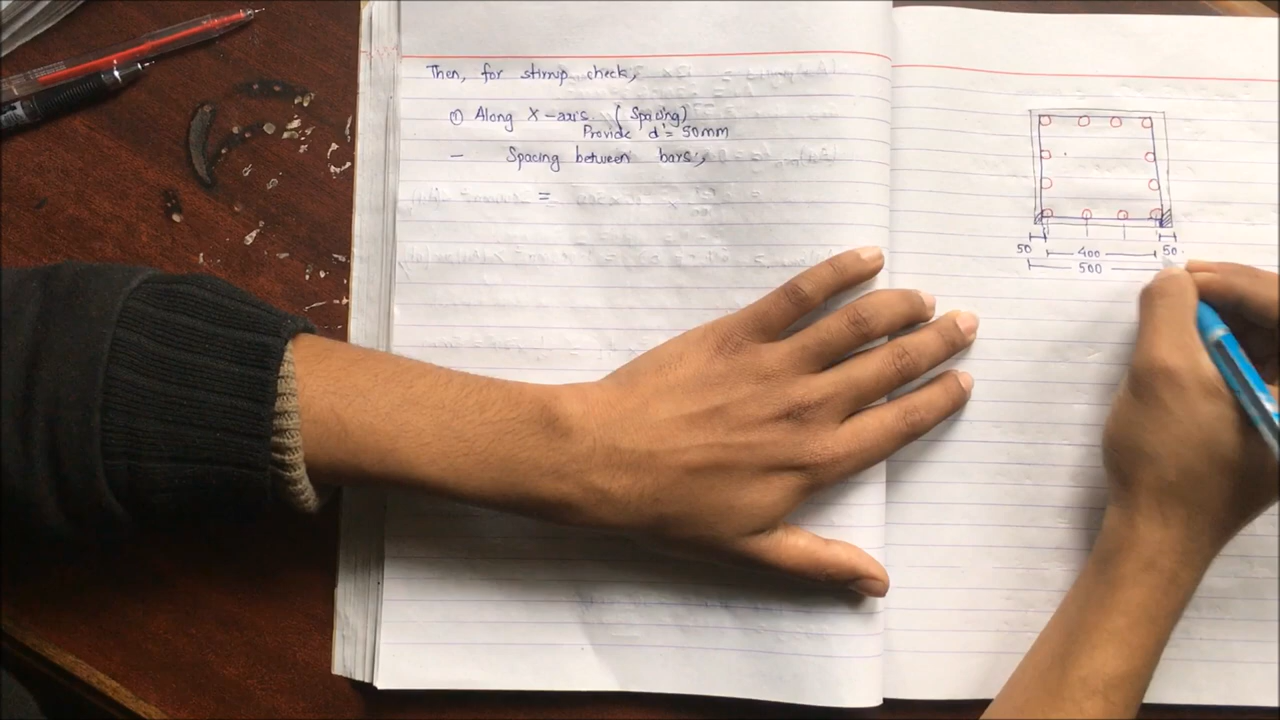 Then, for stirrup check,
① Along X-axis. (Spacing)
Provide d' = 50mm
– Spacing between bars,
=
50 400 50.
500